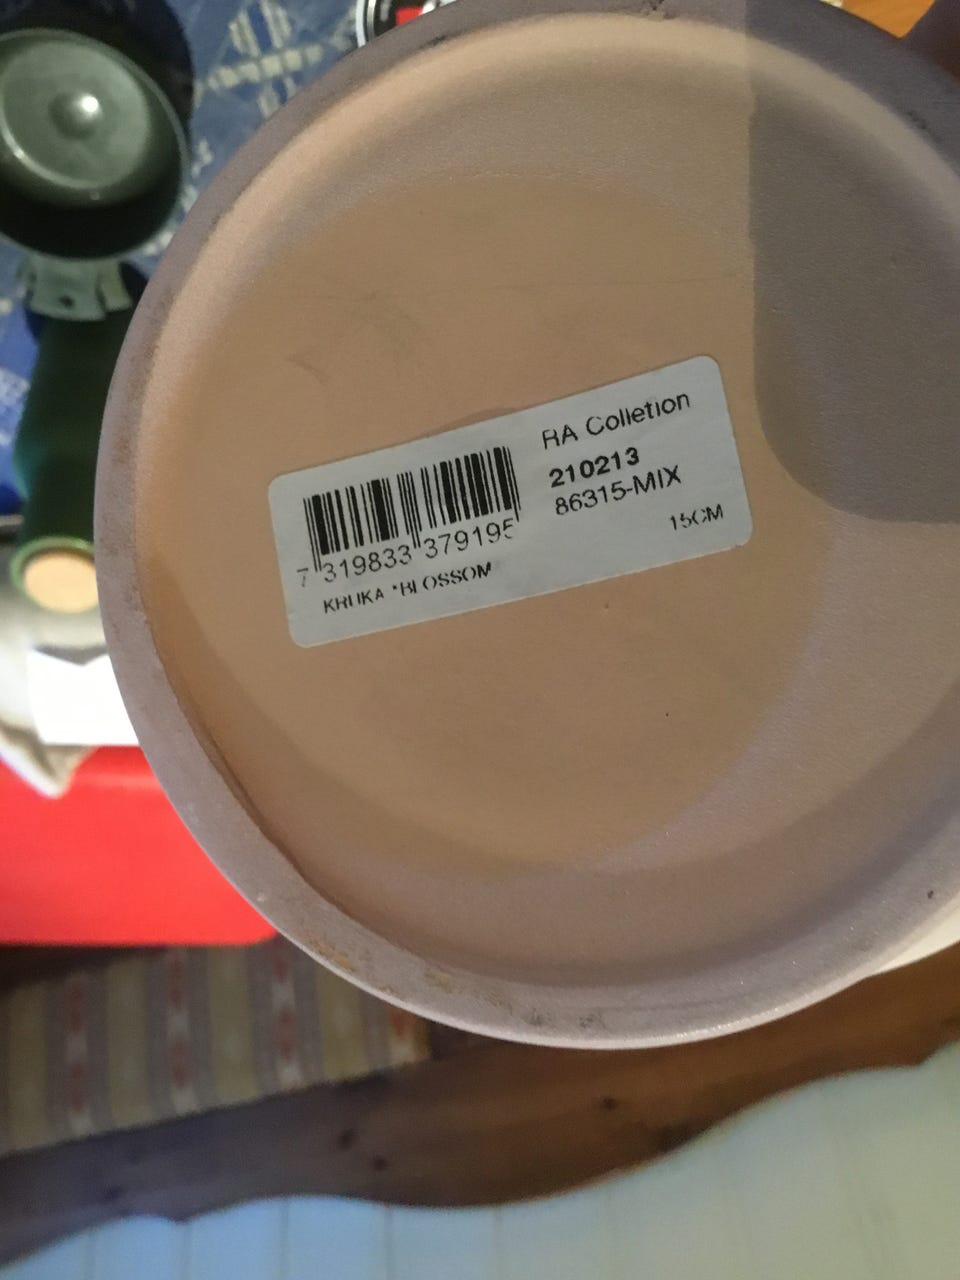 RA Colletion
210213
86315-MIX
15CM
7 319833 379195
KRUKA "BLOSSOM